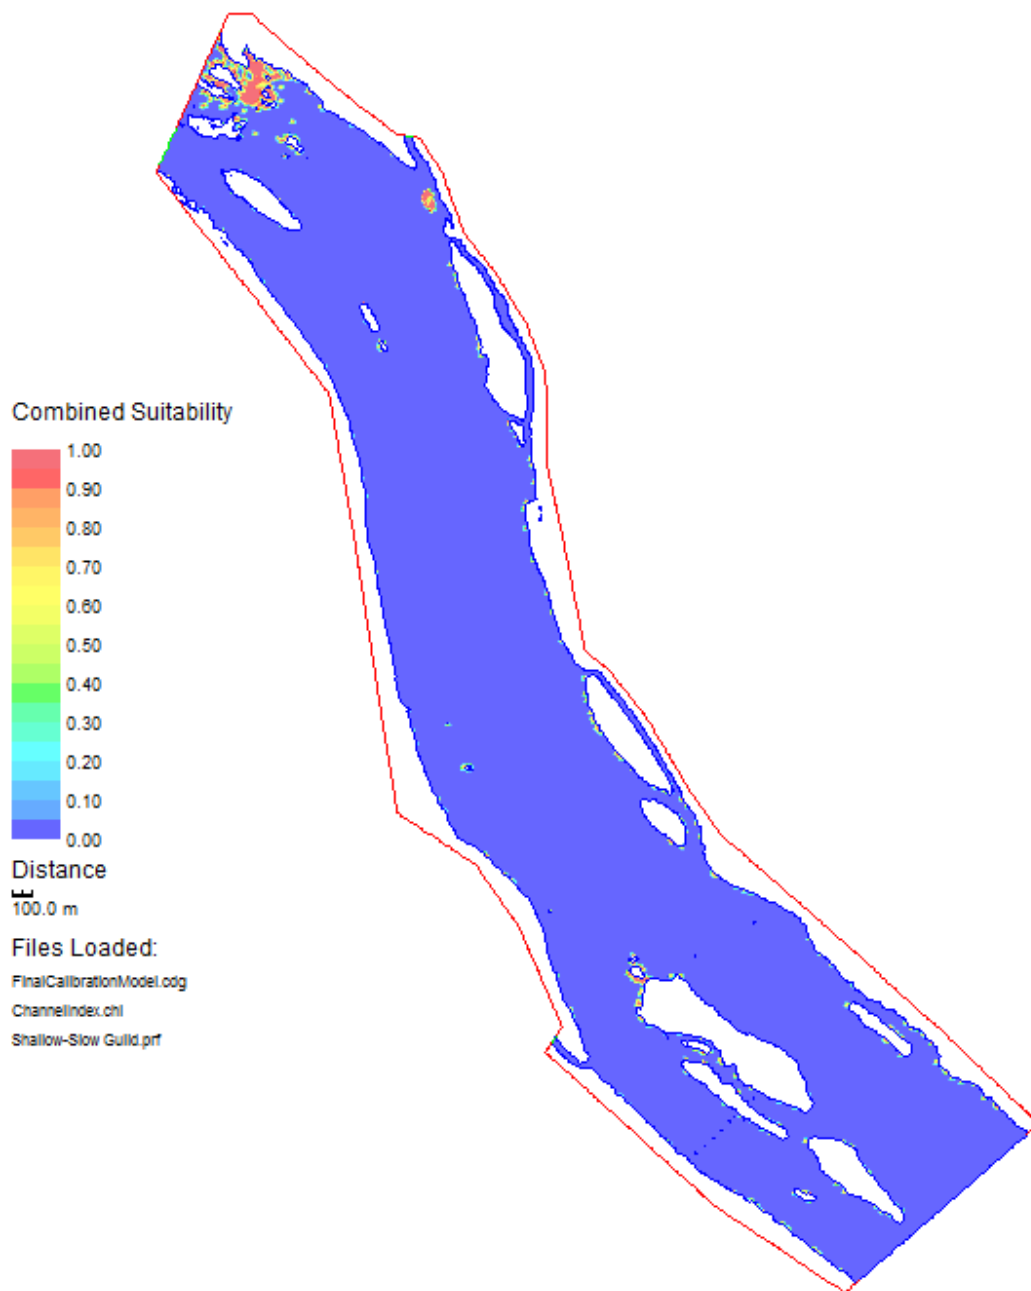 Combined Suitability
1.00
0.90
0.80
0.70
0.60
0.50
0.40
0.30
0.20
0.10
0.00
Distance
100.0 m
Files Loaded:
FinalCalibrationModel.cdg
ChannelIndex.chi
Shallow-Slow Guild.prf